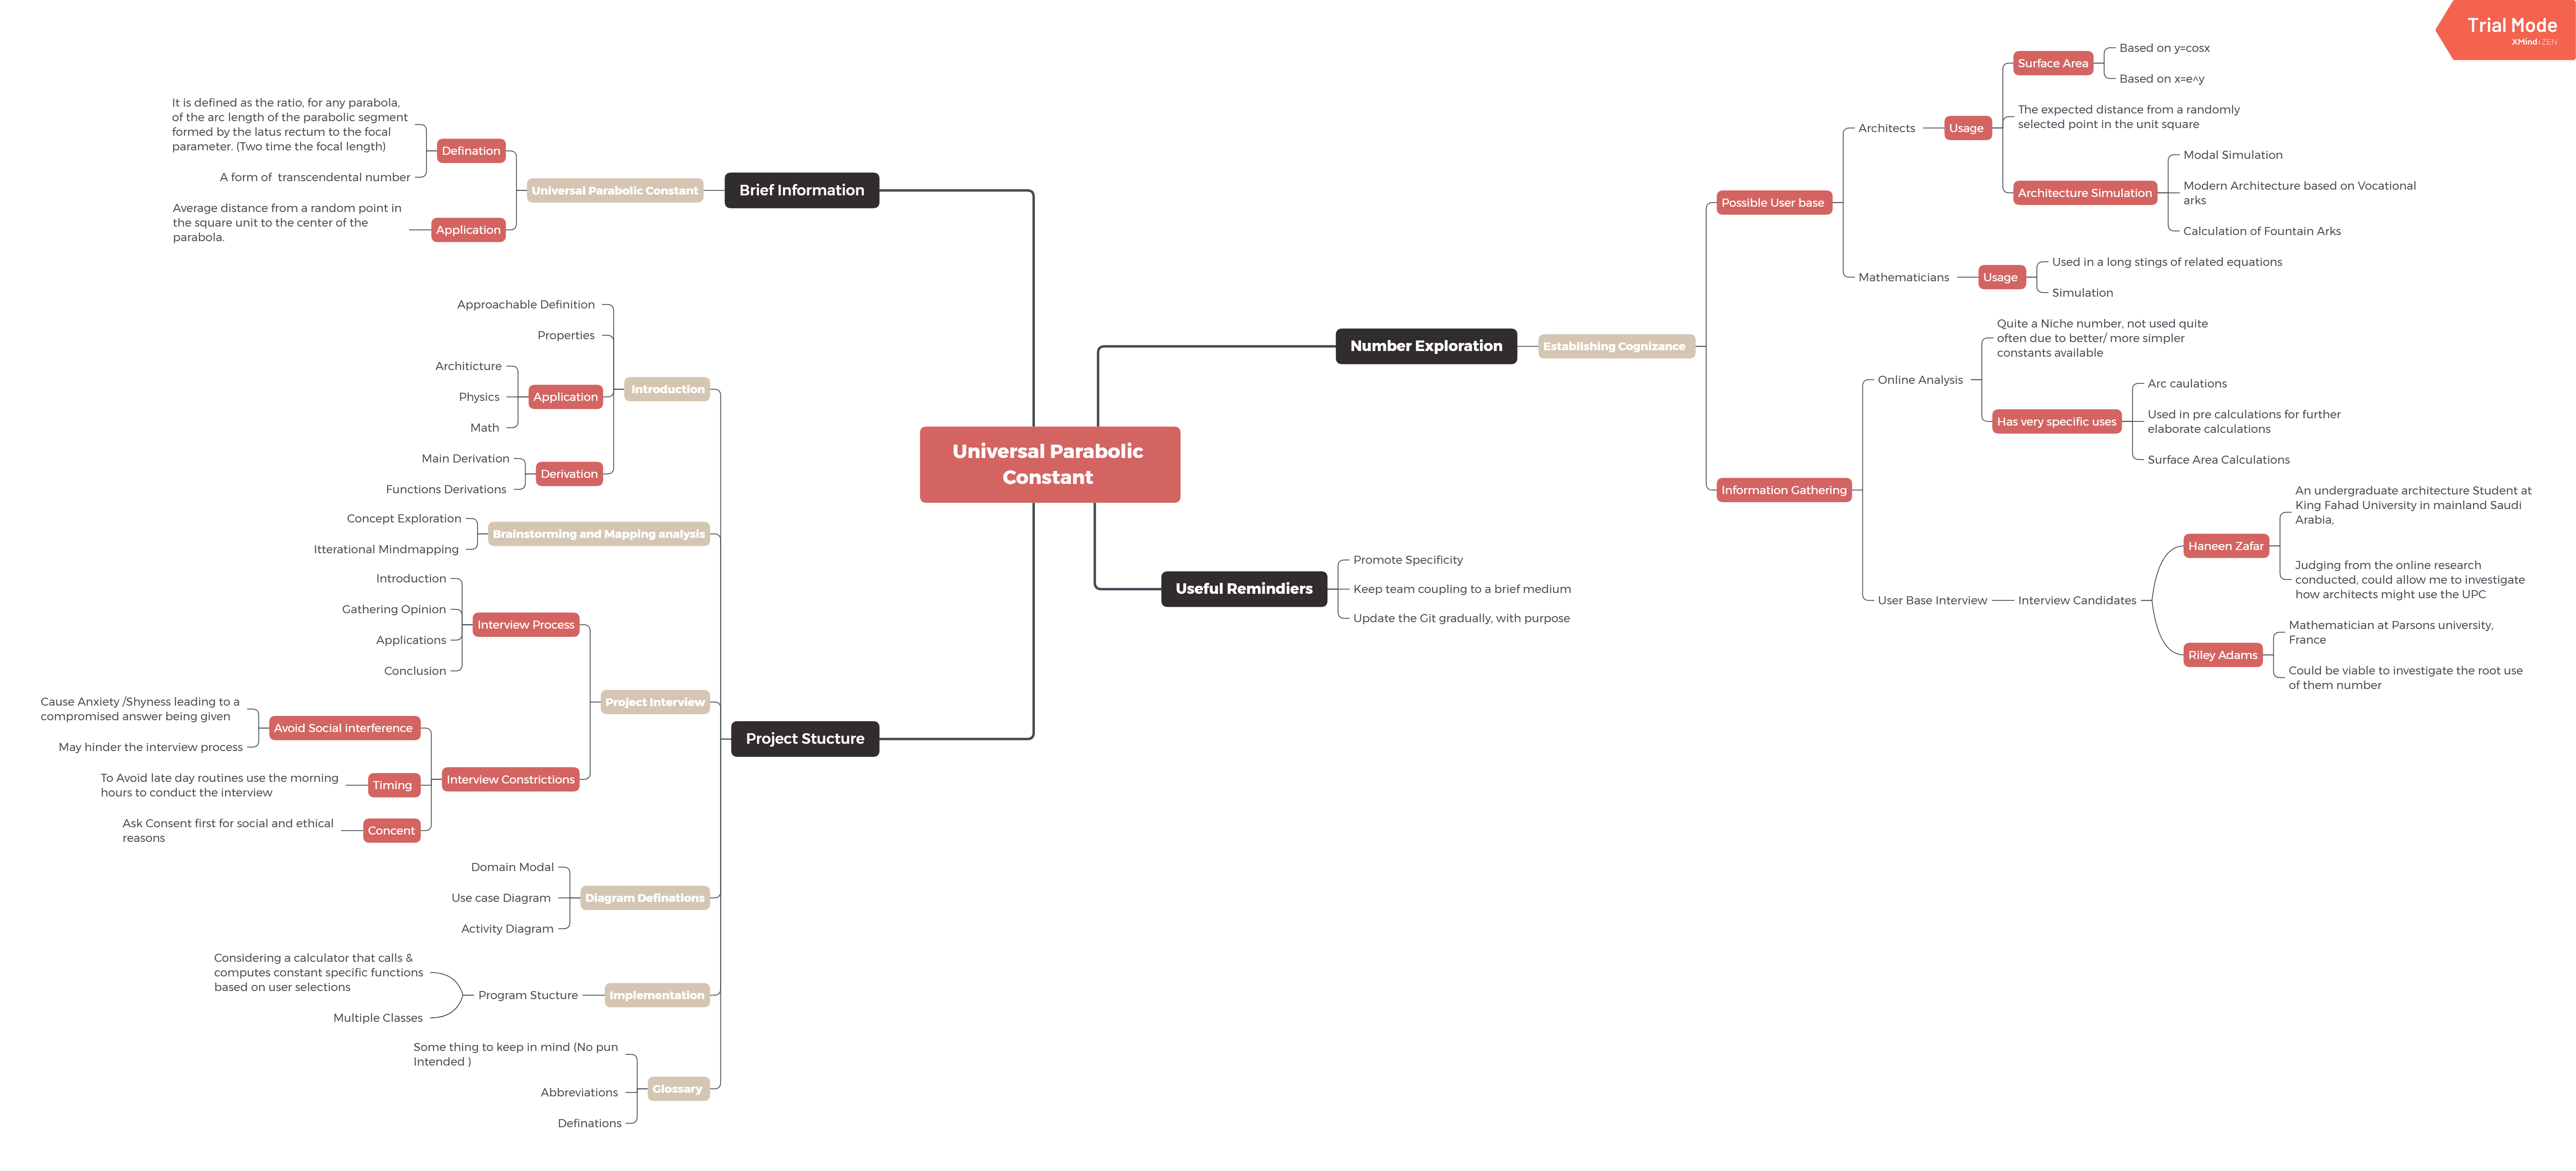 Trial Mode
XMind:ZEN
Universal Parabolic
Constant
Brief Information
Universal Parabolic Constant
Defination
It is defined as the ratio, for any parabola,
of the arc length of the parabolic segment
formed by the latus rectum to the focal
parameter. (Two time the focal length)
A form of  transcendental number
Application
Average distance from a random point in
the square unit to the center of the
parabola.
Number Exploration
Establishing Cognizance
Possible User base
Architects
Usage
Surface Area
Based on y=cosx
Based on x=e^y
The expected distance from a randomly
selected point in the unit square
Architecture Simulation
Modal Simulation
Modern Architecture based on Vocational
arks
Calculation of Fountain Arks
Mathematicians
Usage
Used in a long stings of related equations
Simulation
Information Gathering
Online Analysis
Quite a Niche number, not used quite
often due to better/ more simpler
constants available
Has very specific uses
Arc caulations
Used in pre calculations for further
elaborate calculations
Surface Area Calculations
User Base Interview
Interview Candidates
Haneen Zafar
An undergraduate architecture Student at
King Fahad University in mainland Saudi
Arabia,
Judging from the online research
conducted, could allow me to investigate
how architects might use the UPC
Riley Adams
Mathematician at Parsons university,
France
Could be viable to investigate the root use
of them number
Useful Remindiers
Promote Specificity
Keep team coupling to a brief medium
Update the Git gradually, with purpose
Project Stucture
Introduction
Approachable Definition
Properties
Application
Architicture
Physics
Math
Derivation
Main Derivation
Functions Derivations
Brainstorming and Mapping analysis
Concept Exploration
Itterational Mindmapping
Project Interview
Interview Process
Introduction
Gathering Opinion
Applications
Conclusion
Interview Constrictions
Avoid Social interference
Cause Anxiety /Shyness leading to a
compromised answer being given
May hinder the interview process
Timing
To Avoid late day routines use the morning
hours to conduct the interview
Concent
Ask Consent first for social and ethical
reasons
Diagram Definations
Domain Modal
Use case Diagram
Activity Diagram
Implementation
Program Stucture
Considering a calculator that calls &
computes constant specific functions
based on user selections
Multiple Classes
Glossary
Some thing to keep in mind (No pun
Intended )
Abbreviations
Definations